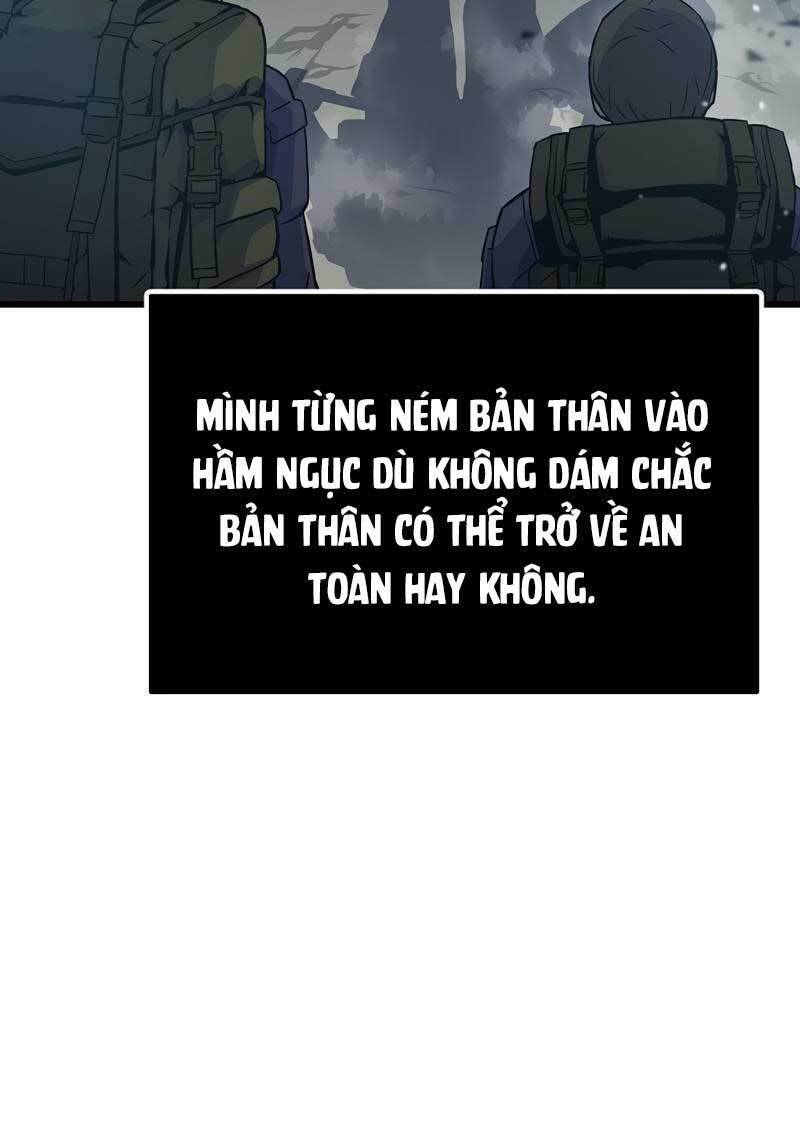 MÌNH TỪNG NÉM BẢN THÂN VÀO
HẦM NGỤC DÙ KHÔNG DÁM CHẮC
BẢN THÂN CÓ THỂ TRỞ VỀ AN
TOÀN HAY KHÔNG.